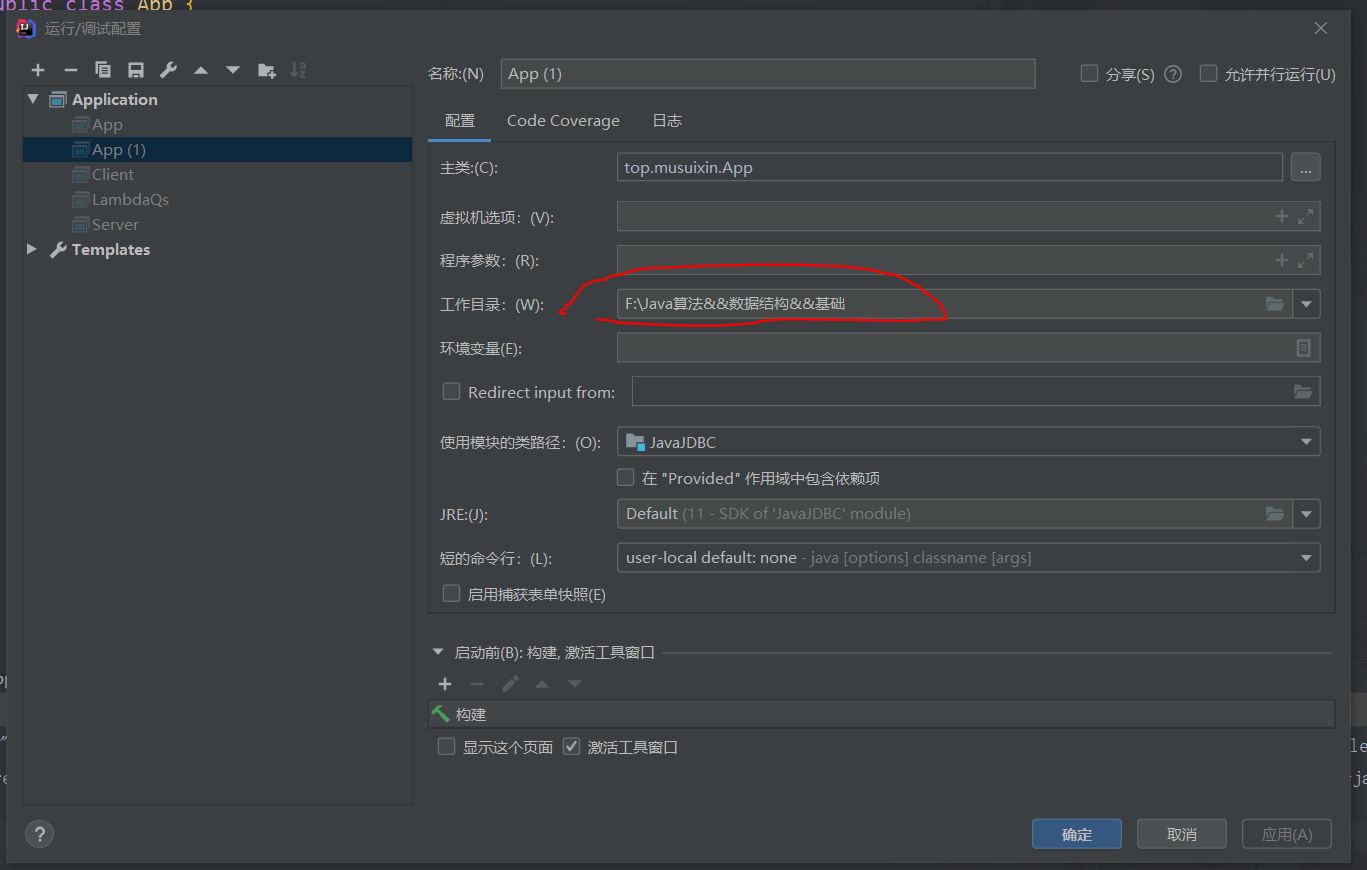 public class App {
运行/调试配置
名称:(N) App (1) 分享(S) ? 允许并行运行(U)
Application
App
App (1)
Client
LambdaQs
Server
Templates
配置 Code Coverage 日志
主类:(C): top.musuixin.App ...
虚拟机选项：(V):
程序参数：(R):
工作目录：(W): F:\Java算法&&数据结构&&基础
环境变量(E):
Redirect input from:
使用模块的类路径：(O): JavaJDBC
在 "Provided" 作用域中包含依赖项
JRE:(J): Default (11 - SDK of 'JavaJDBC' module)
短的命令行：(L): user-local default: none - java [options] classname [args]
启用捕获表单快照(E)
启动前(B): 构建, 激活工具窗口
构建
显示这个页面 激活工具窗口
? 确定 取消 应用(A)